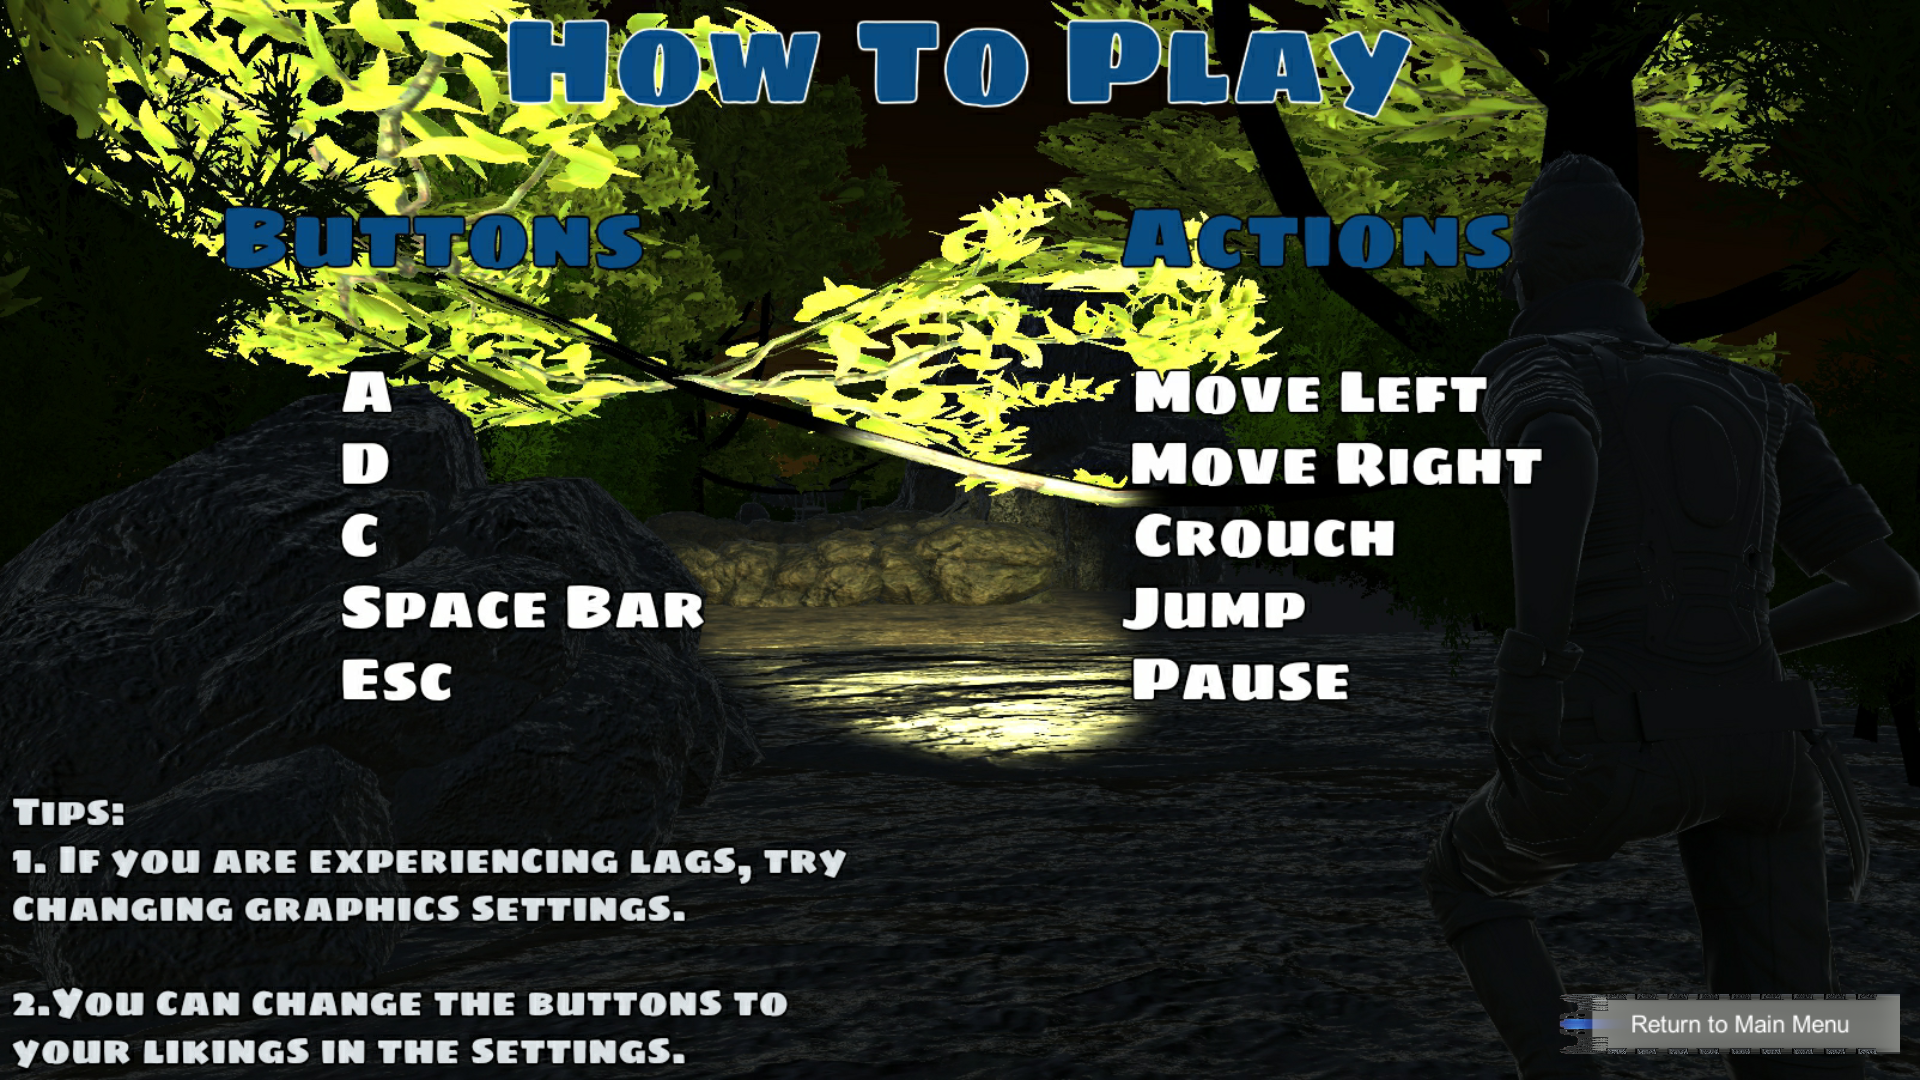 How To Play
Buttons Actions
A Move Left
D Move Right
C Crouch
Space Bar Jump
Esc Pause
Tips:
1. If you are experiencing lags, try
changing graphics settings.
2.You can change the buttons to
your likings in the settings.
Return to Main Menu